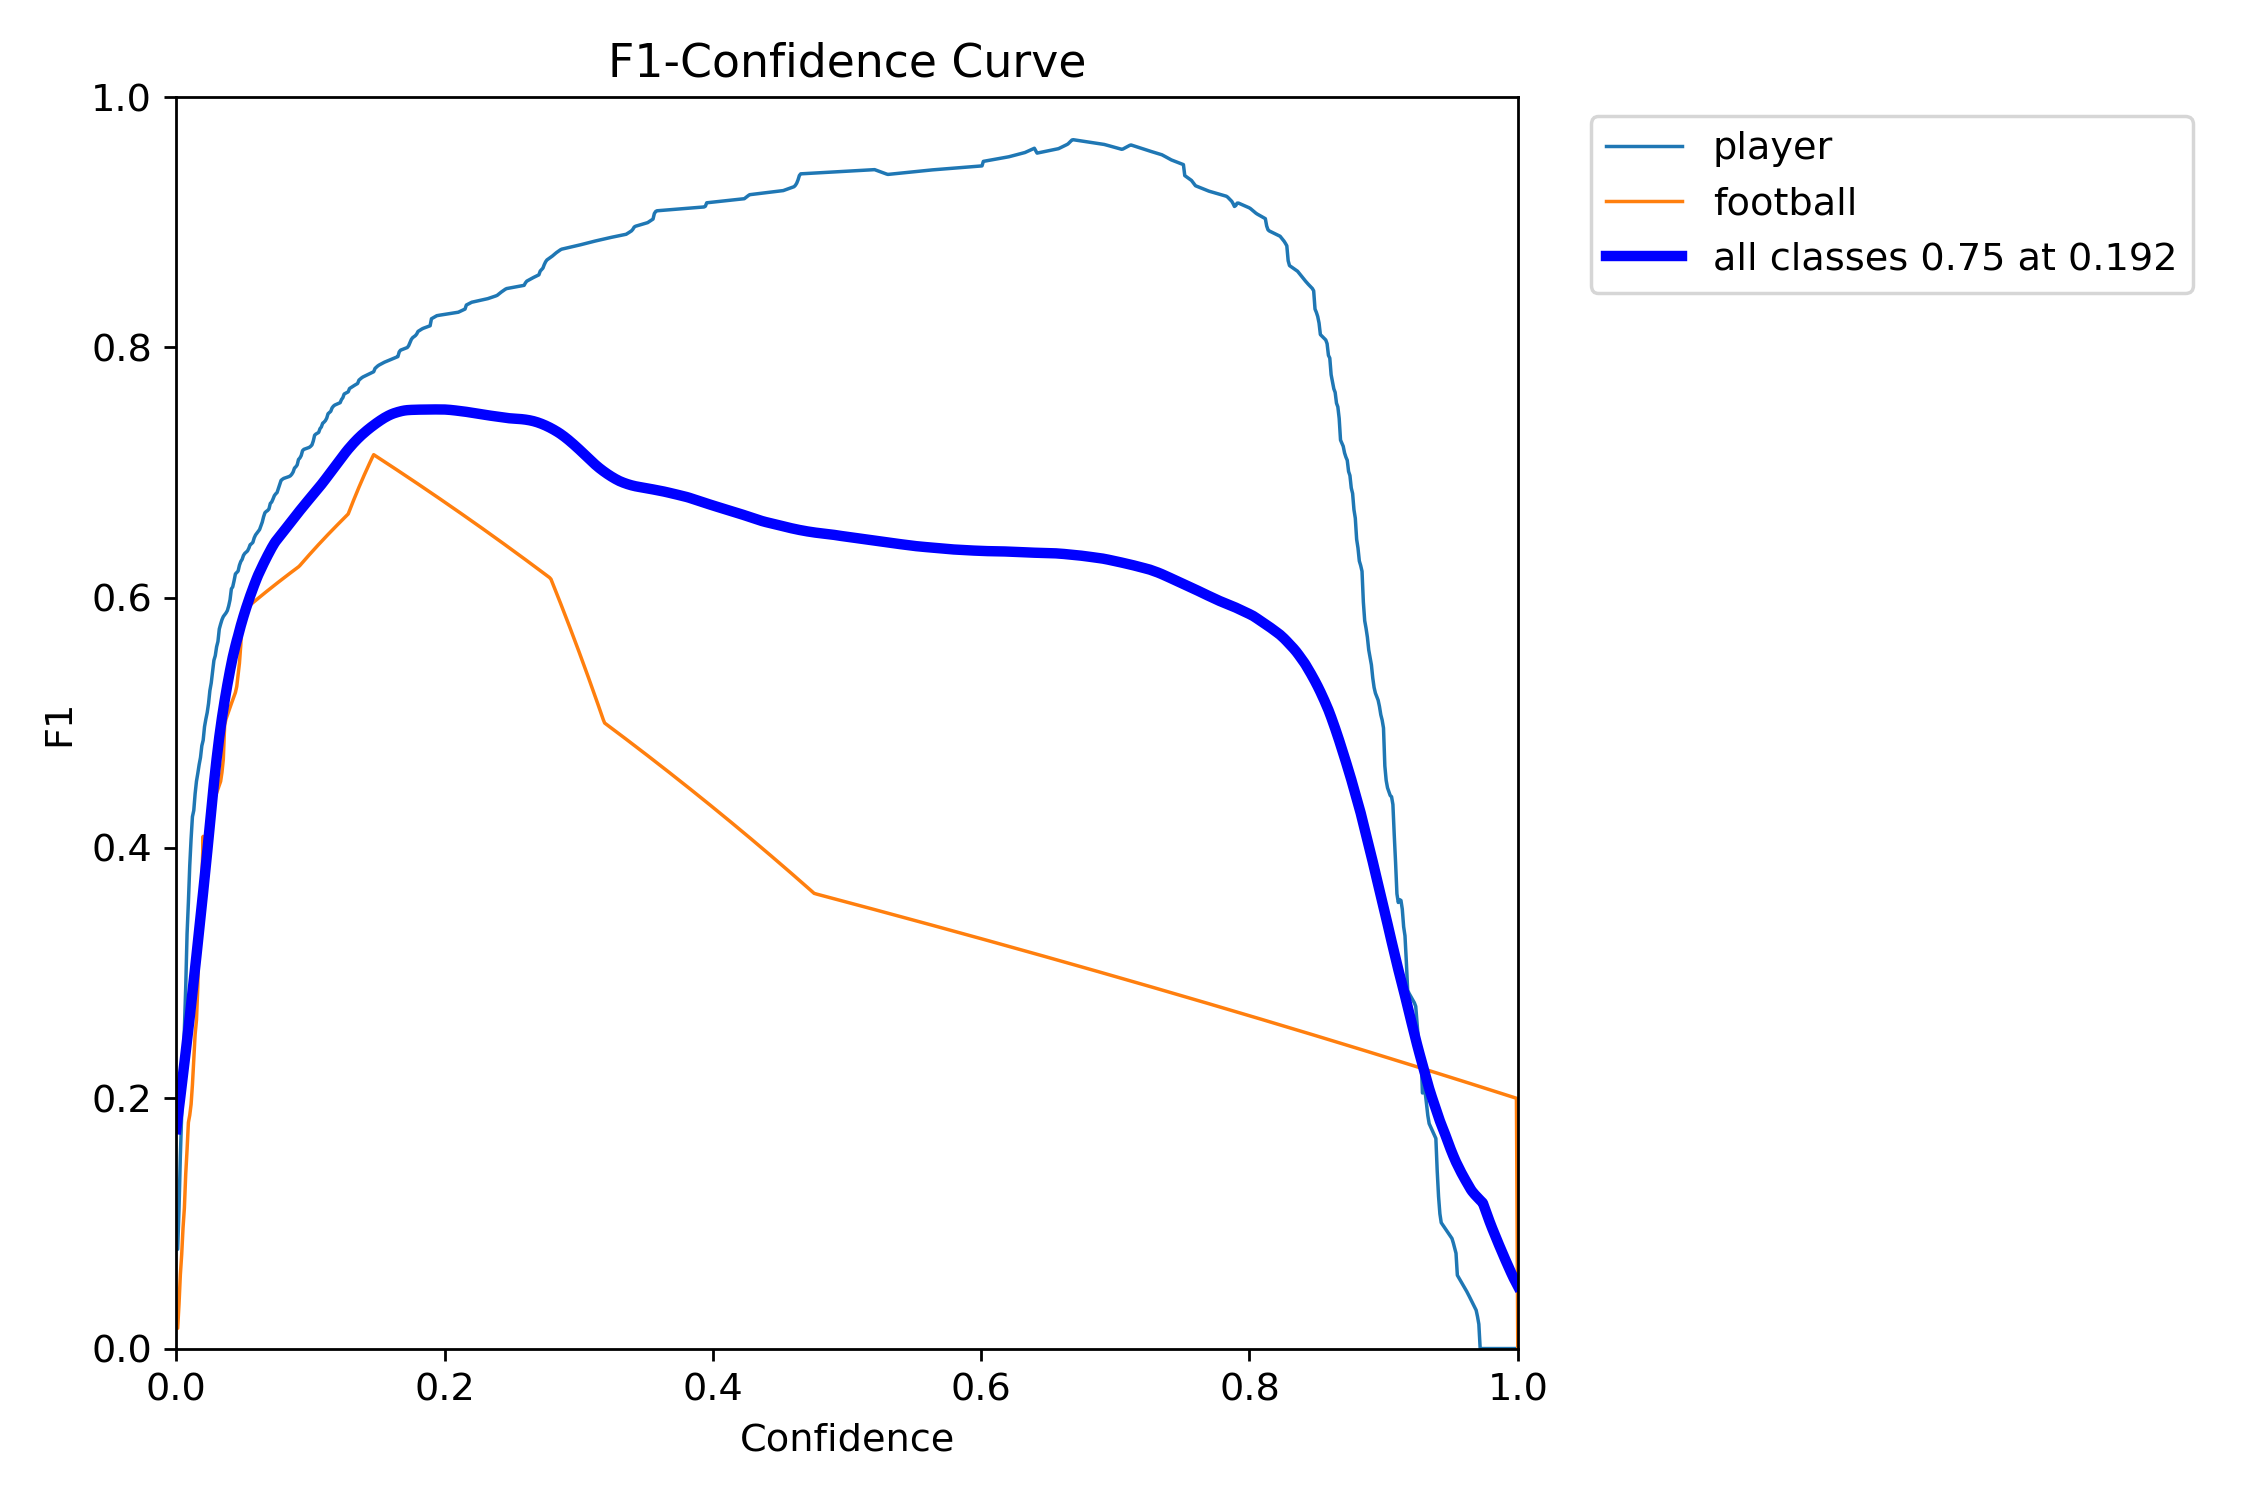 F1-Confidence Curve
1.0
0.8
0.6
0.4
0.2
0.0
F1
0.0 0.2 0.4 0.6 0.8 1.0
Confidence
player
football
all classes 0.75 at 0.192